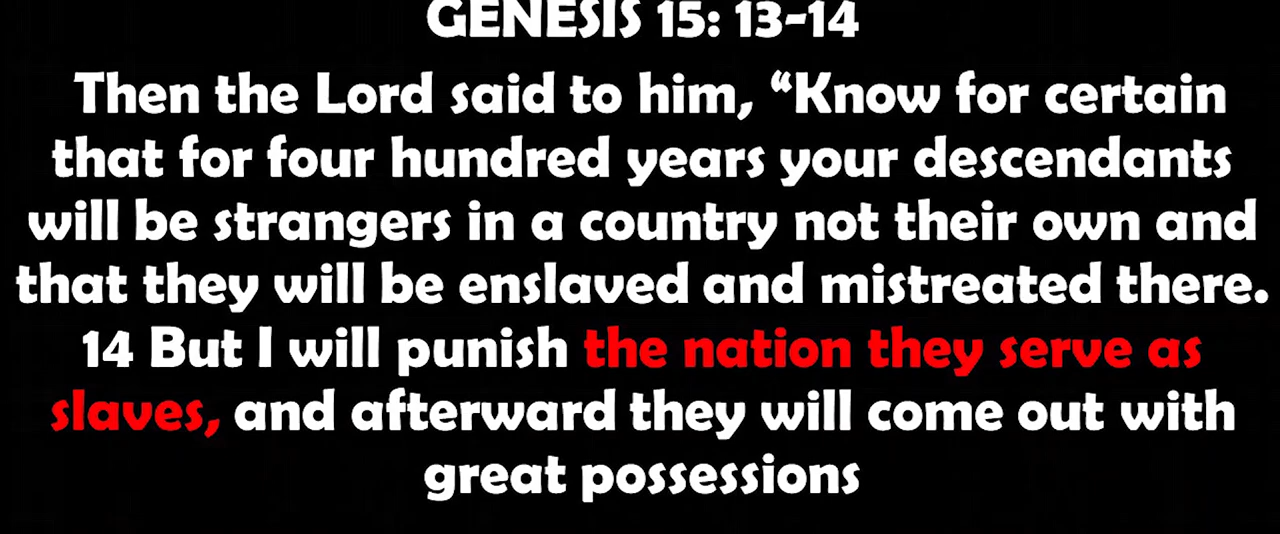 GENESIS 15: 13-14
Then the Lord said to him, “Know for certain
that for four hundred years your descendants
will be strangers in a country not their own and
that they will be enslaved and mistreated there.
14 But I will punish the nation they serve as
slaves, and afterward they will come out with
great possessions